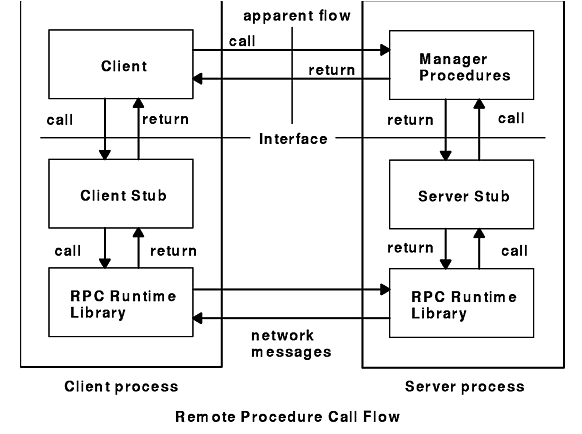 apparent flow
call
Client
Manager
Procedures
return
call
return
return
call
Interface
Client Stub
Server Stub
call
return
return
call
RPC Runtime
Library
RPC Runtime
Library
network
messages
Client process
Server process
Remote Procedure Call Flow